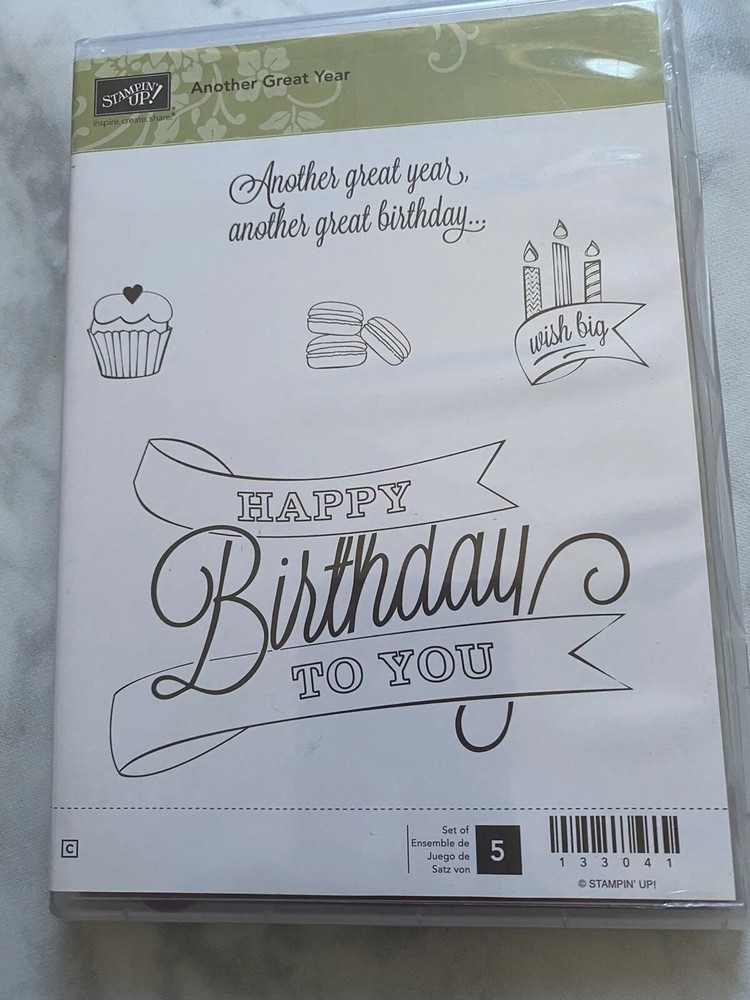 STAMPIN' UP!®
inspire.create.share.®
Another Great Year
Another great year,
another great birthday...
wish big
HAPPY
Birthday
TO YOU
C
Set of
Ensemble de
Juego de
Satz von
5
133041
© STAMPIN' UP!